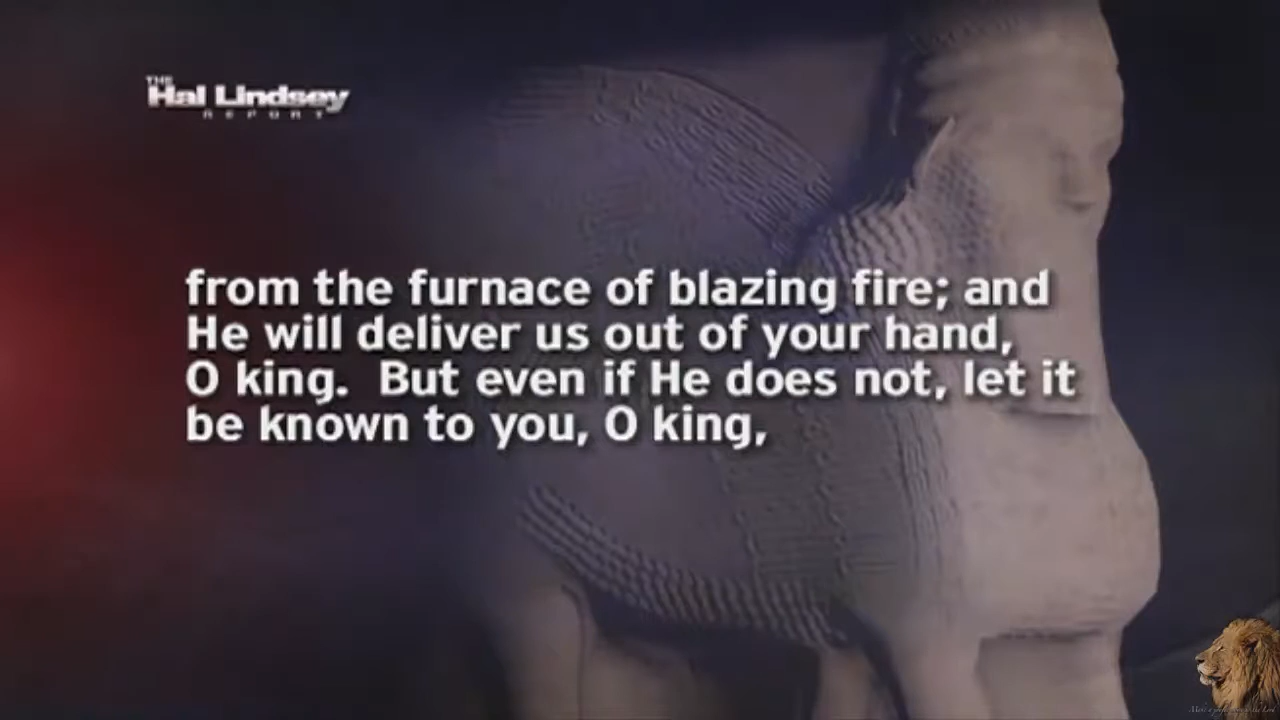 THE
Hal Lindsey
REPORT
from the furnace of blazing fire; and
He will deliver us out of your hand,
O king.  But even if He does not, let it
be known to you, O king,